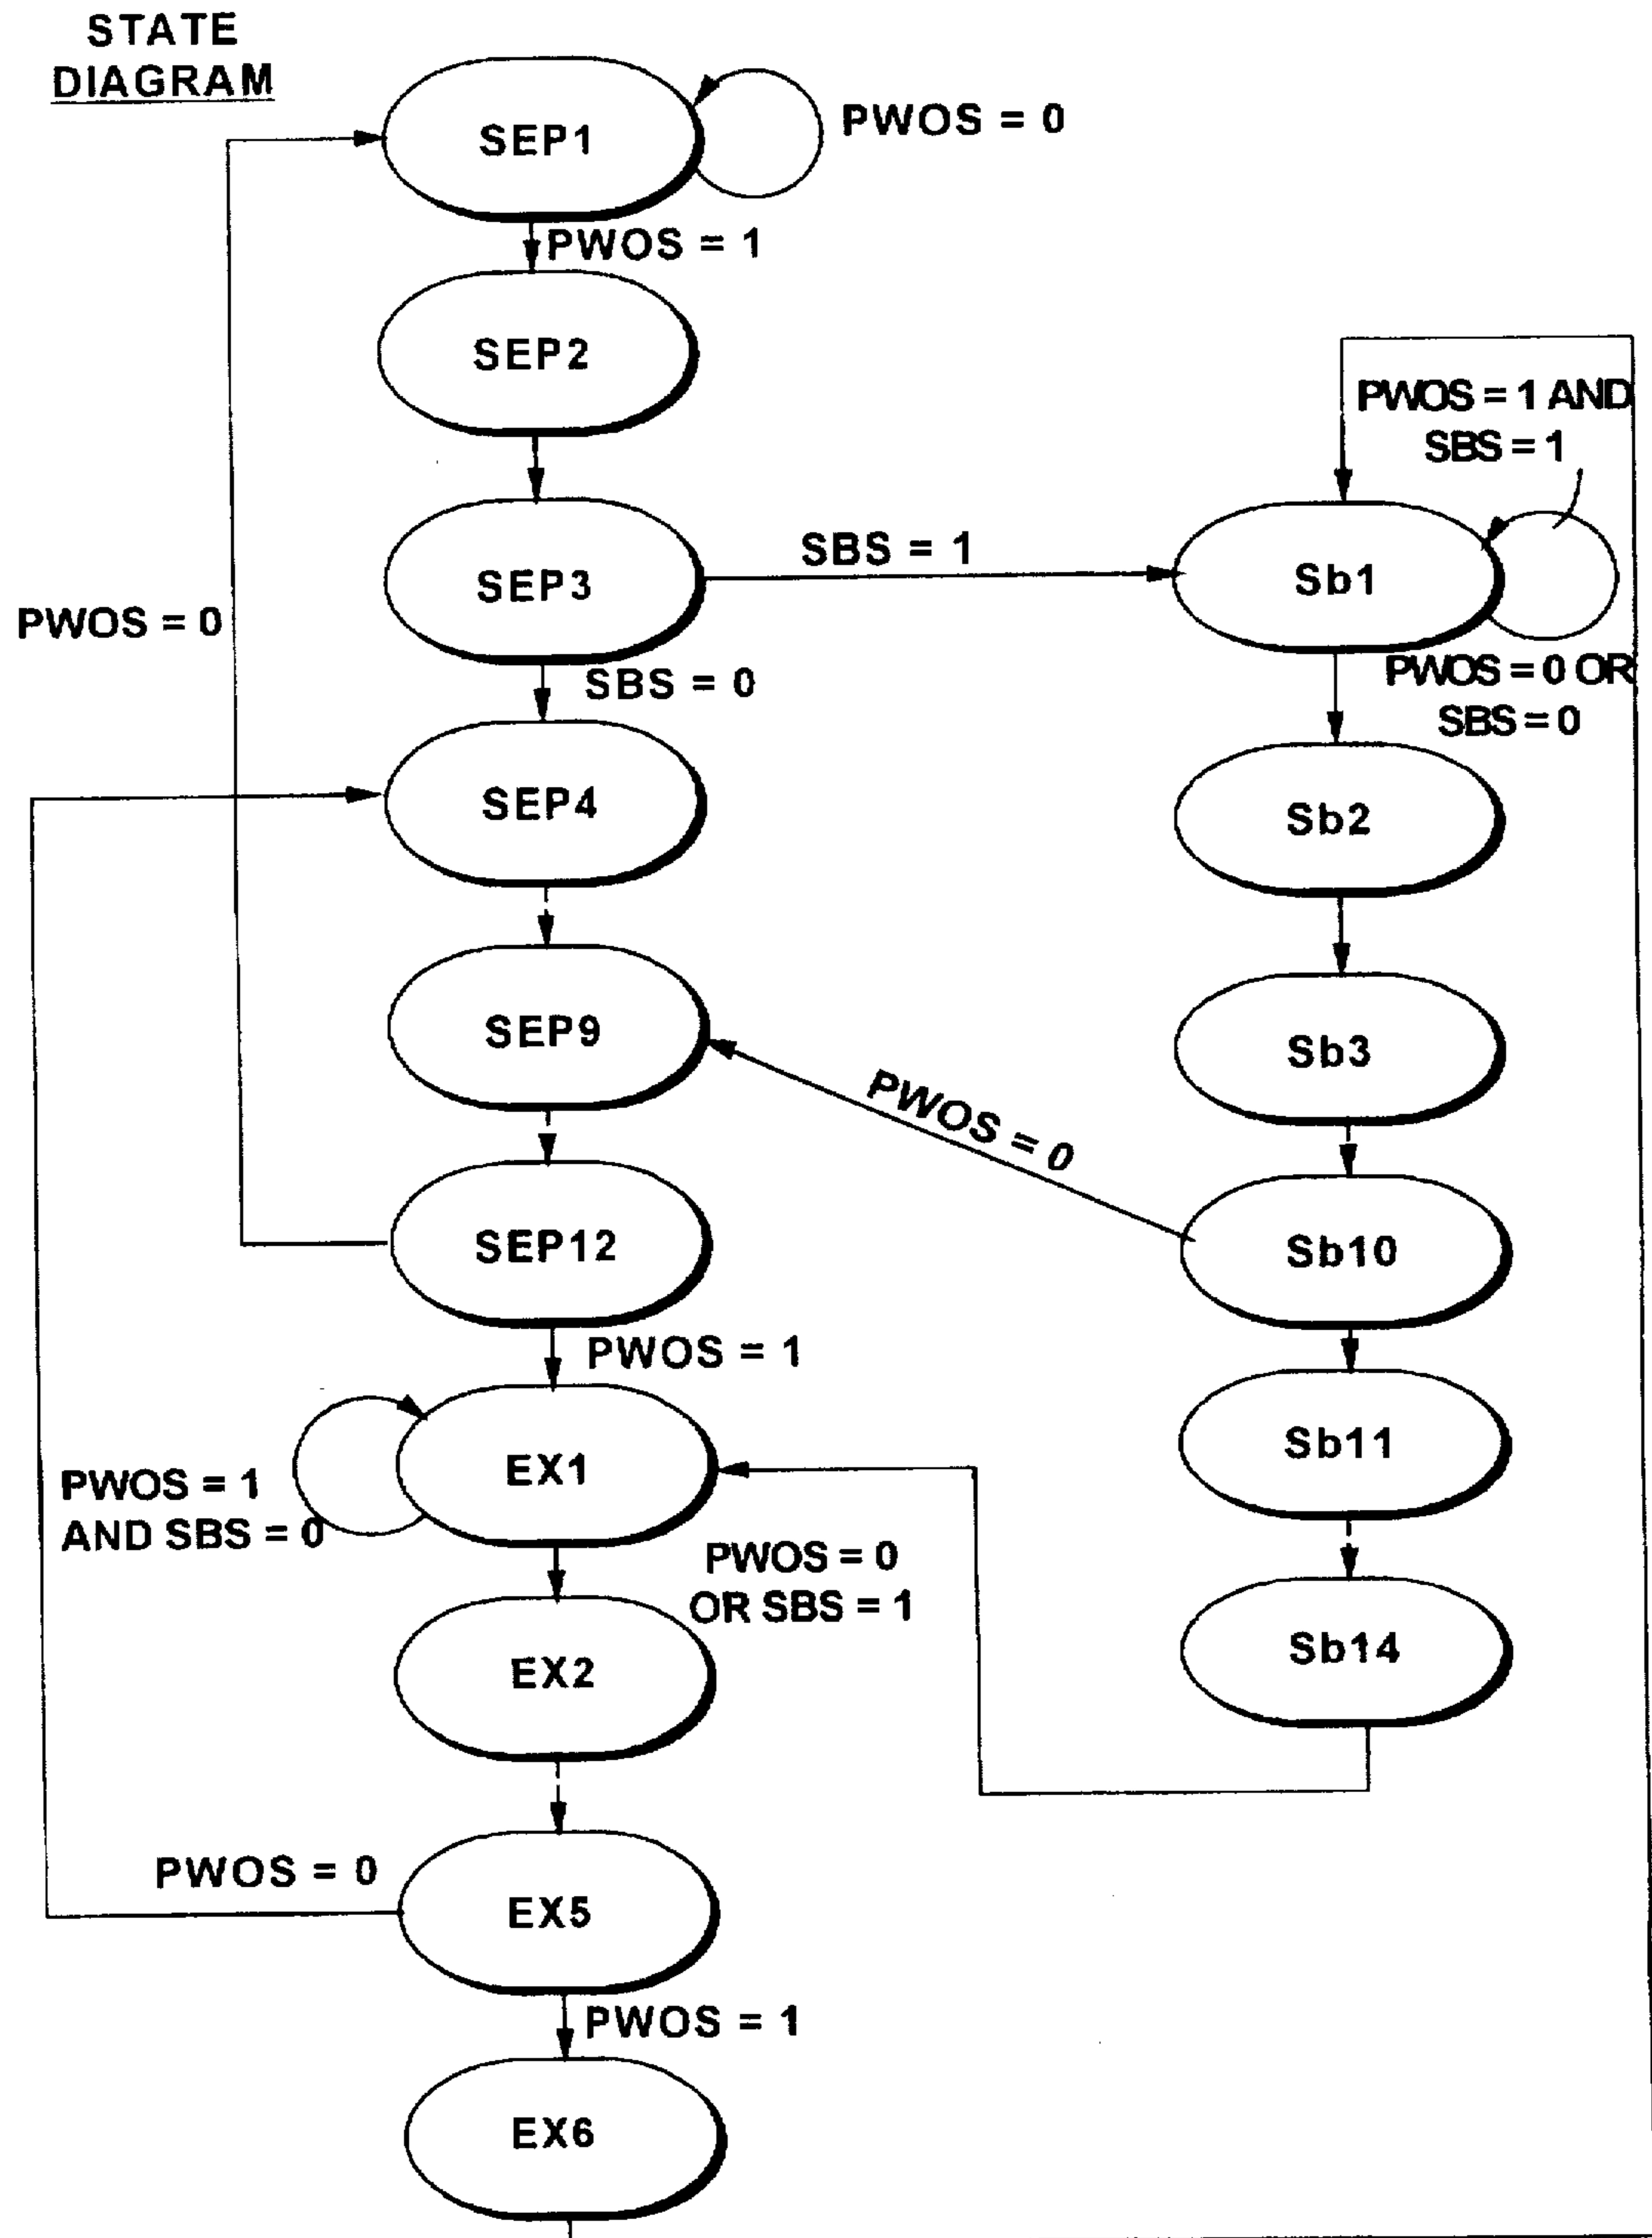 STATE
DIAGRAM
SEP1
PWOS = 0
PWOS = 1
SEP2
PWOS = 1 AND
SBS = 1
SEP3
SBS = 1
Sb1
PWOS = 0
SBS = 0
PWOS = 0 OR
SBS = 0
SEP4
Sb2
SEP9
Sb3
PWOS = 0
SEP12
Sb10
PWOS = 1
EX1
Sb11
PWOS = 1
AND SBS = 0
PWOS = 0
OR SBS = 1
EX2
Sb14
PWOS = 0
EX5
PWOS = 1
EX6